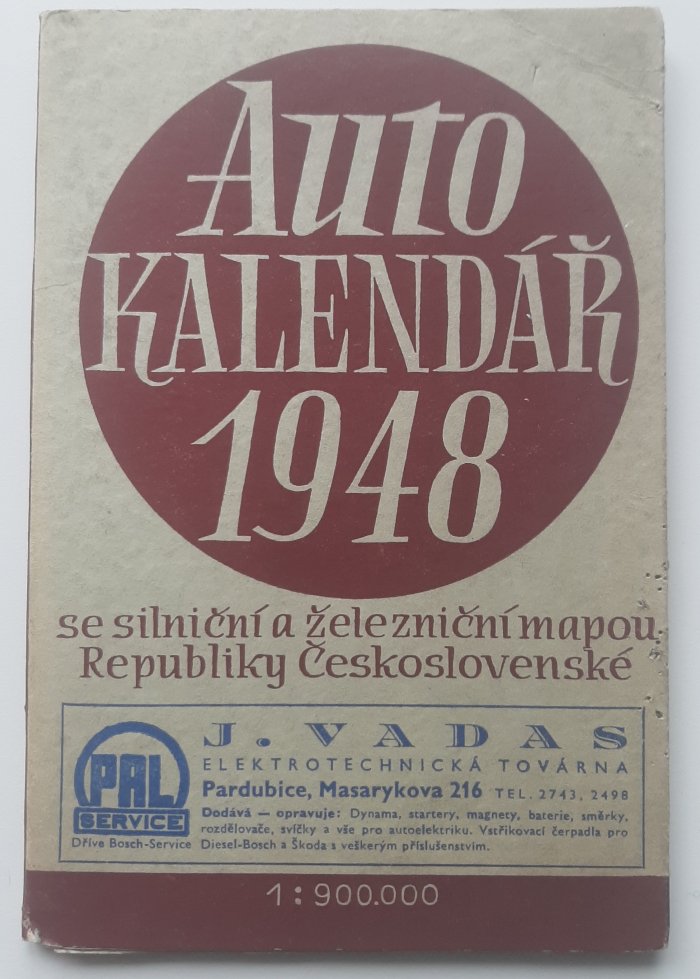 Auto
KALENDÁŘ
1948
se silniční a železniční mapou
Republiky Československé
PAL
SERVICE
Dříve Bosch-Service
J. VADAS
ELEKTROTECHNICKÁ TOVÁRNA
Pardubice, Masarykova 216 TEL. 2743, 2498
Dodává — opravuje: Dynama, startery, magnety, baterie, směrky,
rozdělovače, svíčky a vše pro autoelektriku. Vstřikovací čerpadla pro
Diesel-Bosch a Škoda s veškerým příslušenstvím.
1 : 900.000